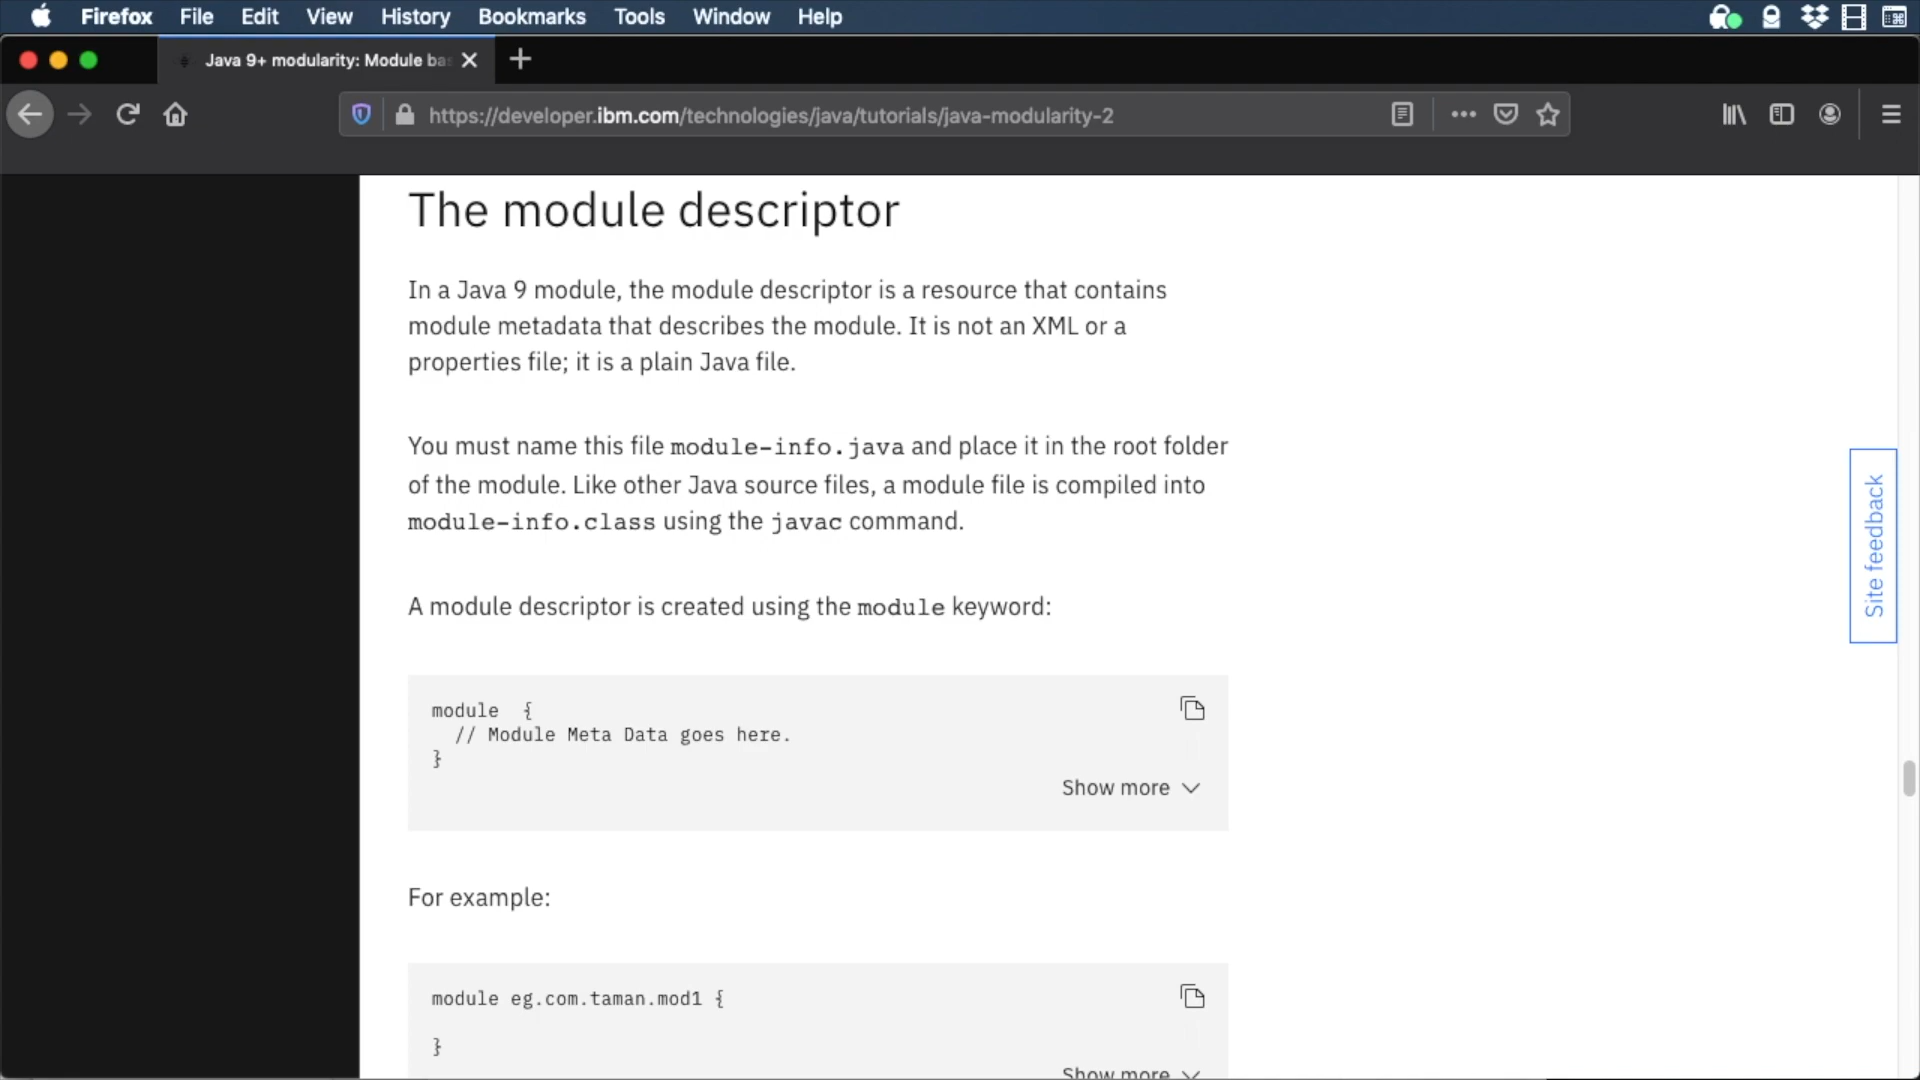 Firefox File Edit View History Bookmarks Tools Window Help
Java 9+ modularity: Module bas
https://developer.ibm.com/technologies/java/tutorials/java-modularity-2
The module descriptor
In a Java 9 module, the module descriptor is a resource that contains
module metadata that describes the module. It is not an XML or a
properties file; it is a plain Java file.
You must name this file module-info.java and place it in the root folder
of the module. Like other Java source files, a module file is compiled into
module-info.class using the javac command.
A module descriptor is created using the module keyword:
module  {
  // Module Meta Data goes here.
}
Show more
For example:
module eg.com.taman.mod1 {
}
Show more
Site feedback